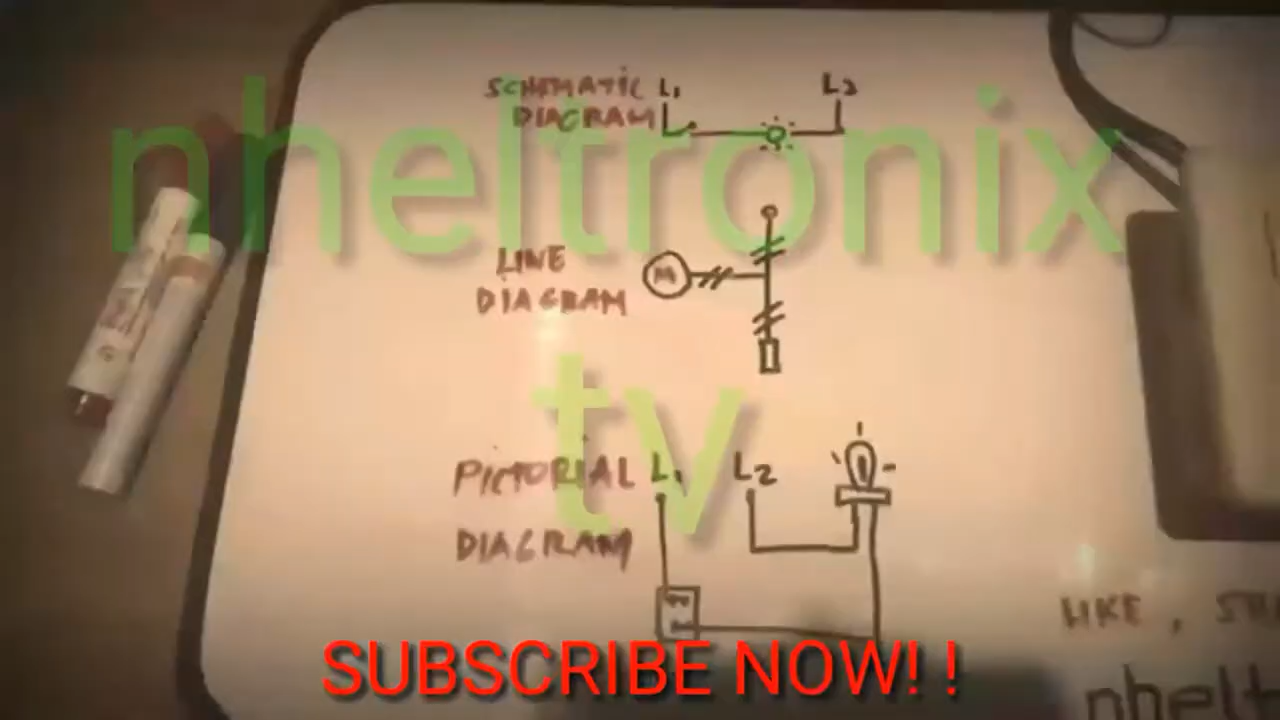 SCHEMATIC L1 L2
DIAGRAM
nheltronix
LINE M
DIAGRAM
tv
PICTORIAL L1 L2
DIAGRAM
LIKE,
SUBSCRIBE NOW! !
nhelt